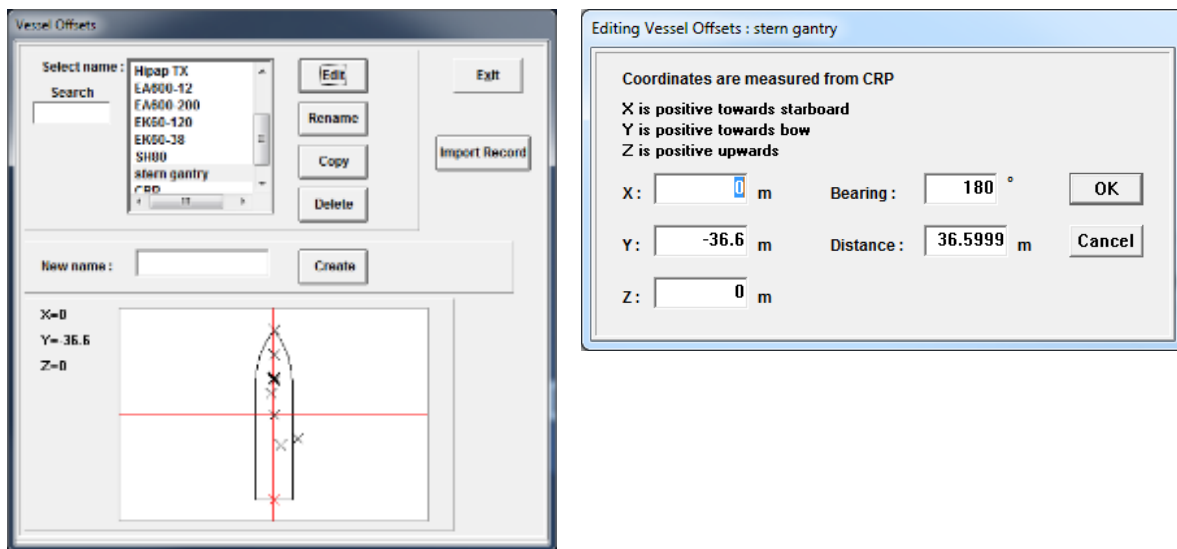 Vessel Offsets
Select name :
Search
Hipap TX
EA600-12
EA600-200
EK60-120
EK60-38
SH80
stern gantry
CRP
Edit
Rename
Copy
Delete
Exit
Import Record
New name :
Create
X=0
Y=-36.6
Z=0
Editing Vessel Offsets : stern gantry
Coordinates are measured from CRP
X is positive towards starboard
Y is positive towards bow
Z is positive upwards
X : 0 m Bearing : 180 ° OK
Y : -36.6 m Distance : 36.5999 m Cancel
Z : 0 m